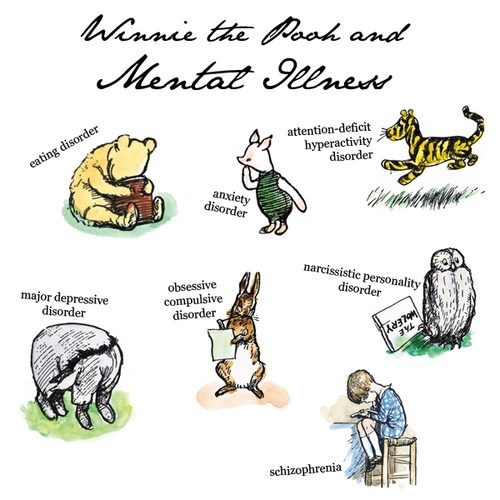 Winnie the Pooh and
Mental Illness
eating disorder
anxiety
disorder
attention-deficit
hyperactivity
disorder
major depressive
disorder
obsessive
compulsive
disorder
narcissistic personality
disorder
THE
WOLERY
schizophrenia